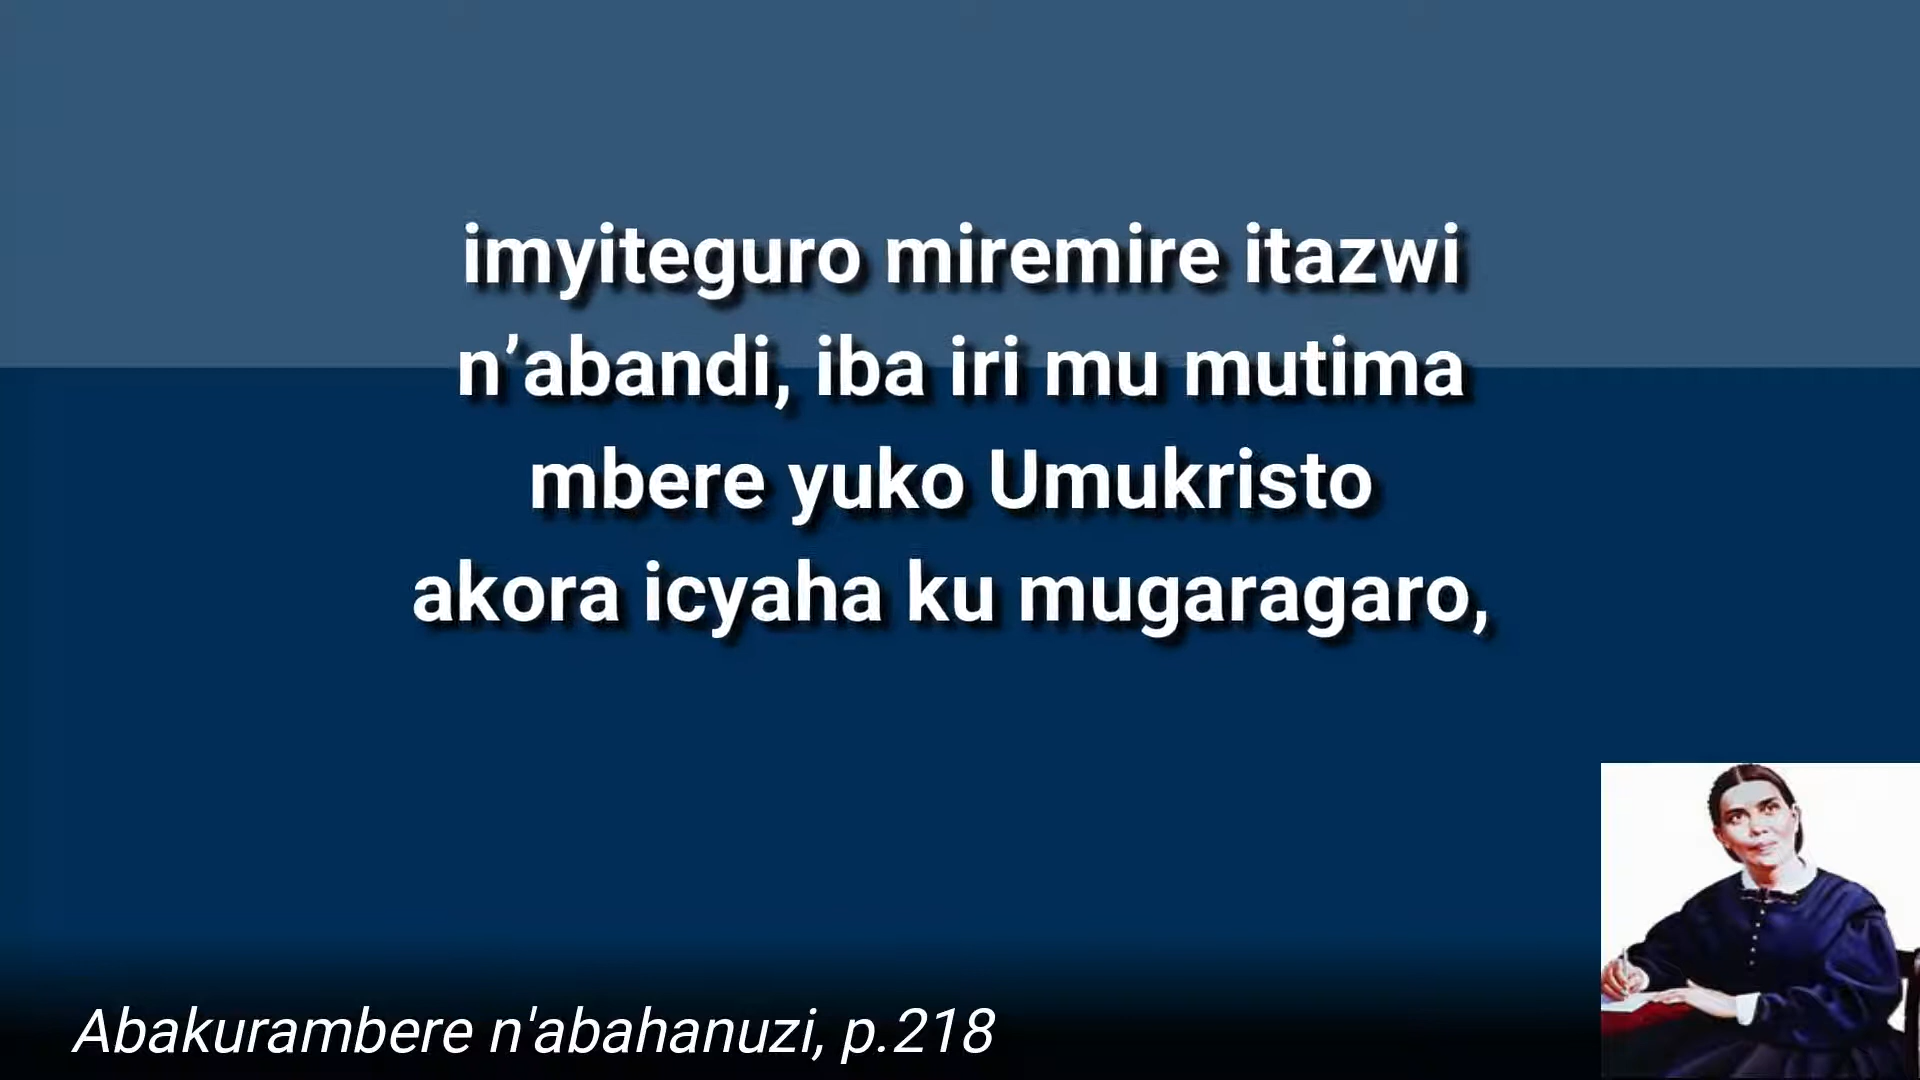 imyiteguro miremire itazwi
n’abandi, iba iri mu mutima
mbere yuko Umukristo
akora icyaha ku mugaragaro,
Abakurambere n'abahanuzi, p.218